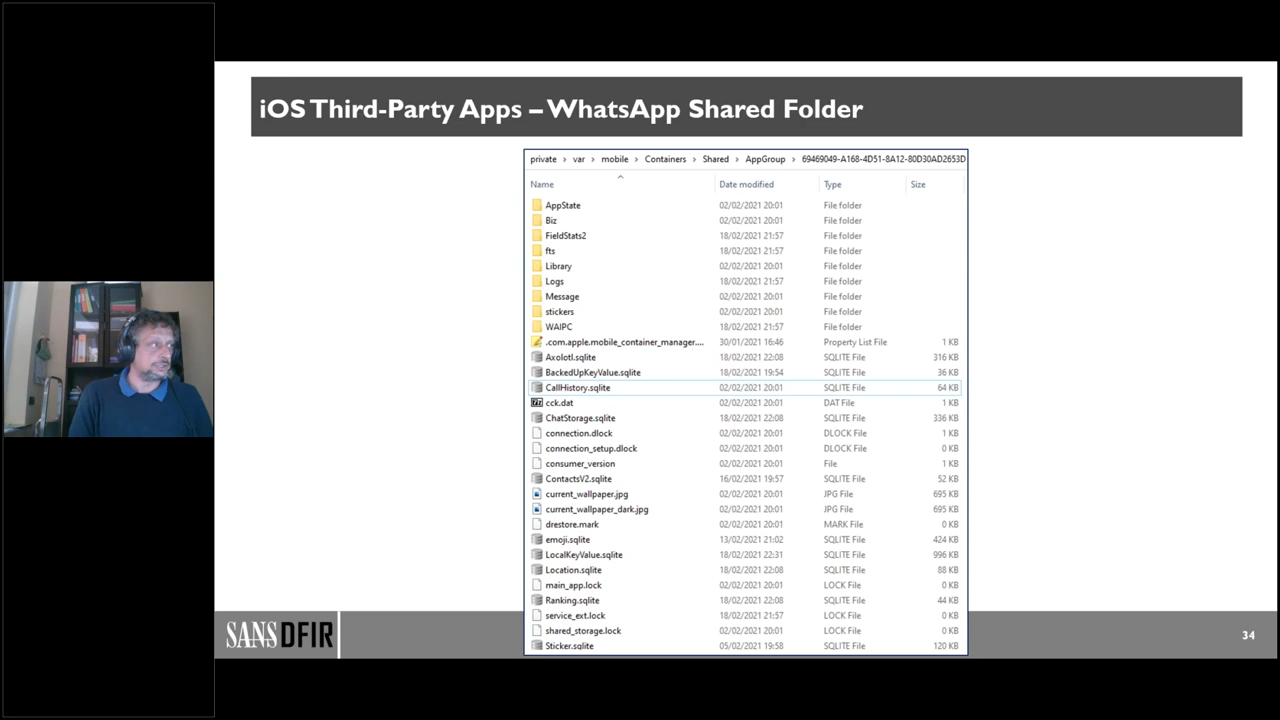 iOS Third-Party Apps – WhatsApp Shared Folder
private > var > mobile > Containers > Shared > AppGroup > 69469049-A168-4D51-8A12-80D30AD2653D
Name Date modified Type Size
AppState 02/02/2021 20:01 File folder
Biz 02/02/2021 20:01 File folder
FieldStats2 18/02/2021 21:57 File folder
fts 18/02/2021 21:57 File folder
Library 02/02/2021 20:01 File folder
Logs 18/02/2021 21:57 File folder
Message 02/02/2021 20:01 File folder
stickers 02/02/2021 20:01 File folder
WAIPC 18/02/2021 21:57 File folder
.com.apple.mobile_container_manager.... 30/01/2021 16:46 Property List File 1 KB
Axolotl.sqlite 18/02/2021 22:08 SQLITE File 316 KB
BackedUpKeyValue.sqlite 18/02/2021 19:54 SQLITE File 36 KB
CallHistory.sqlite 02/02/2021 20:01 SQLITE File 64 KB
cck.dat 02/02/2021 20:01 DAT File 1 KB
ChatStorage.sqlite 18/02/2021 22:08 SQLITE File 336 KB
connection.dlock 02/02/2021 20:01 DLOCK File 1 KB
connection_setup.dlock 02/02/2021 20:01 DLOCK File 0 KB
consumer_version 02/02/2021 20:01 File 1 KB
ContactsV2.sqlite 16/02/2021 19:57 SQLITE File 52 KB
current_wallpaper.jpg 02/02/2021 20:01 JPG File 695 KB
current_wallpaper_dark.jpg 02/02/2021 20:01 JPG File 695 KB
drestore.mark 02/02/2021 20:01 MARK File 0 KB
emoji.sqlite 13/02/2021 21:02 SQLITE File 424 KB
LocalKeyValue.sqlite 18/02/2021 22:31 SQLITE File 996 KB
Location.sqlite 18/02/2021 22:08 SQLITE File 88 KB
main_app.lock 02/02/2021 20:01 LOCK File 0 KB
Ranking.sqlite 18/02/2021 22:08 SQLITE File 44 KB
service_ext.lock 18/02/2021 21:57 LOCK File 0 KB
shared_storage.lock 02/02/2021 20:01 LOCK File 0 KB
Sticker.sqlite 05/02/2021 19:58 SQLITE File 120 KB
SANS DFIR
34